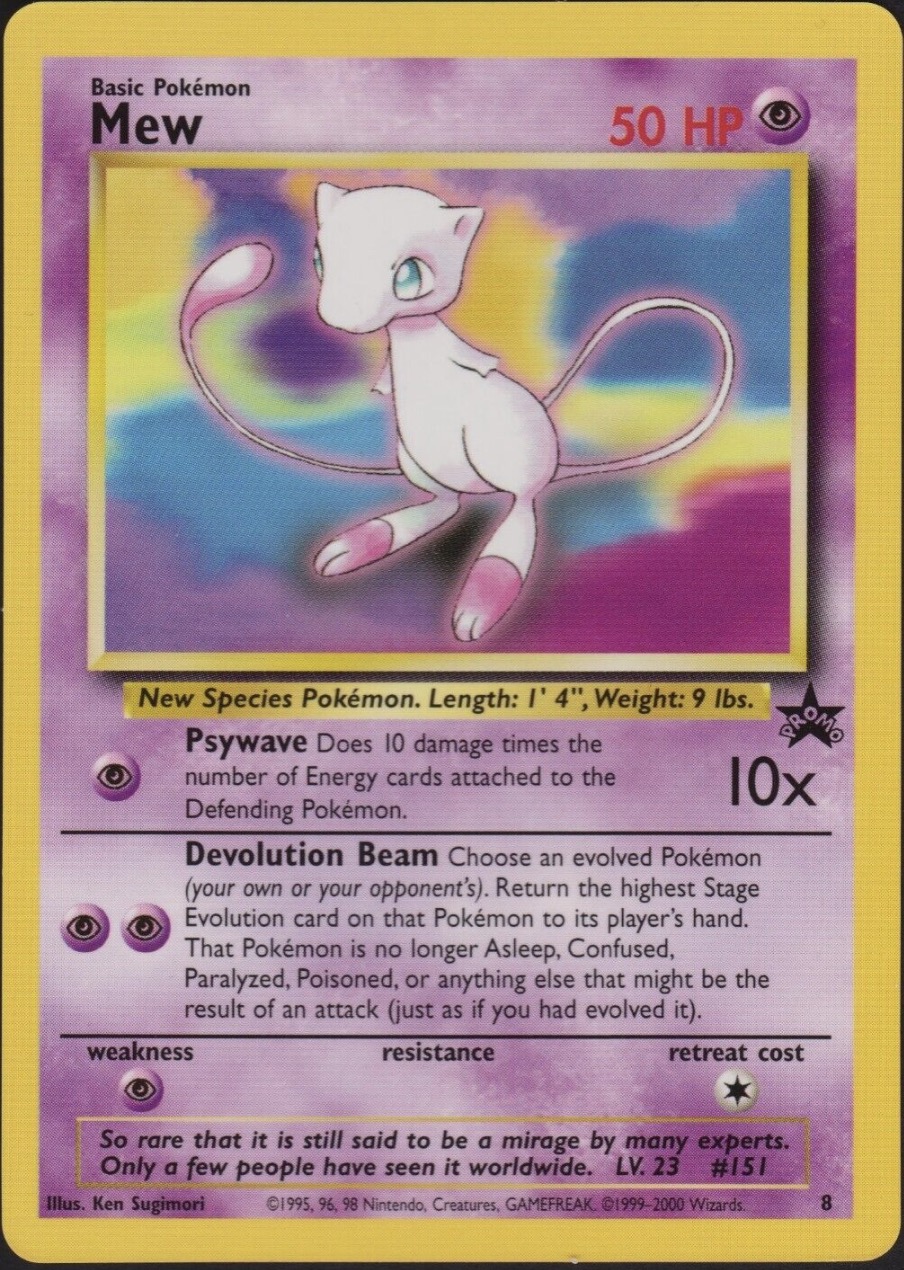 Basic Pokémon
Mew
50 HP
New Species Pokémon. Length: 1' 4", Weight: 9 lbs.
PROMO
Psywave Does 10 damage times the
number of Energy cards attached to the
Defending Pokémon.
10x
Devolution Beam Choose an evolved Pokémon
(your own or your opponent's). Return the highest Stage
Evolution card on that Pokémon to its player's hand.
That Pokémon is no longer Asleep, Confused,
Paralyzed, Poisoned, or anything else that might be the
result of an attack (just as if you had evolved it).
weakness resistance retreat cost
So rare that it is still said to be a mirage by many experts.
Only a few people have seen it worldwide. LV. 23 #151
Illus. Ken Sugimori ©1995, 96, 98 Nintendo, Creatures, GAMEFREAK. ©1999-2000 Wizards. 8